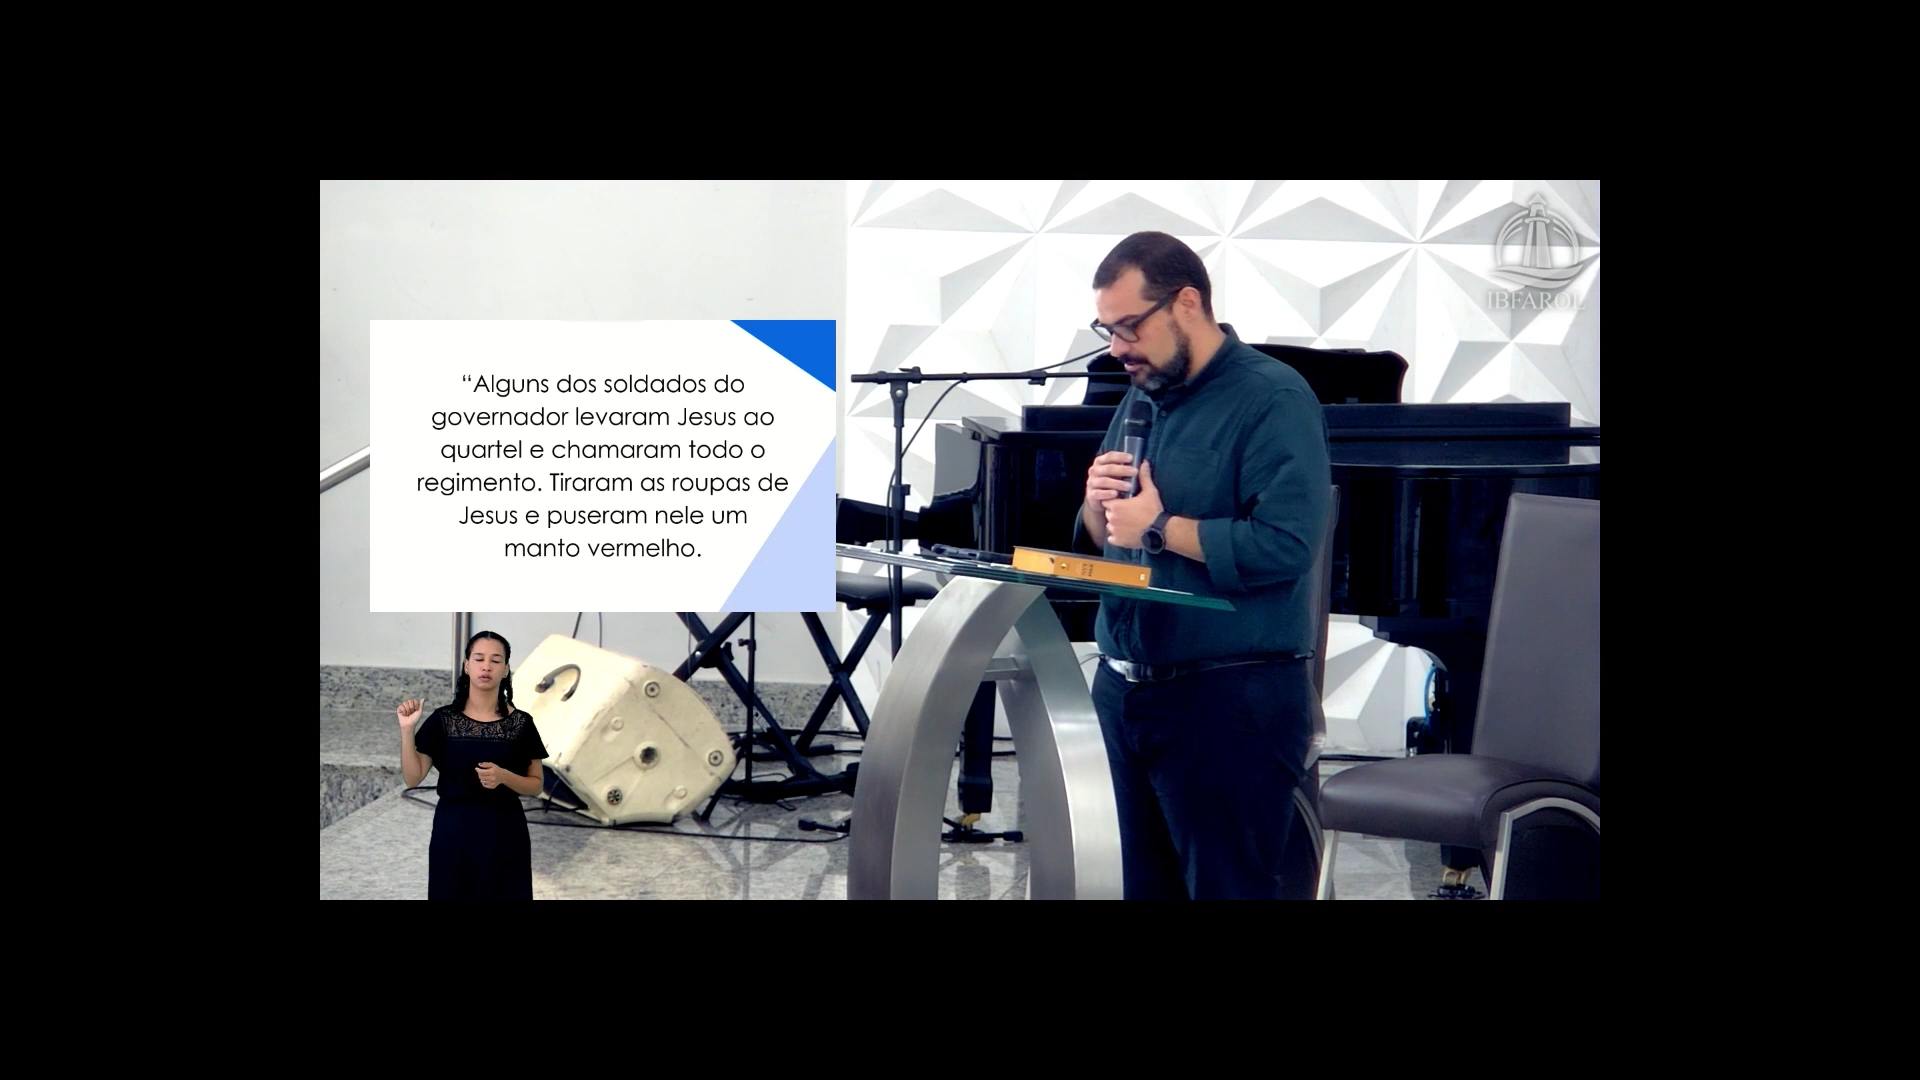 IBFAROL
“Alguns dos soldados do
governador levaram Jesus ao
quartel e chamaram todo o
regimento. Tiraram as roupas de
Jesus e puseram nele um
manto vermelho.